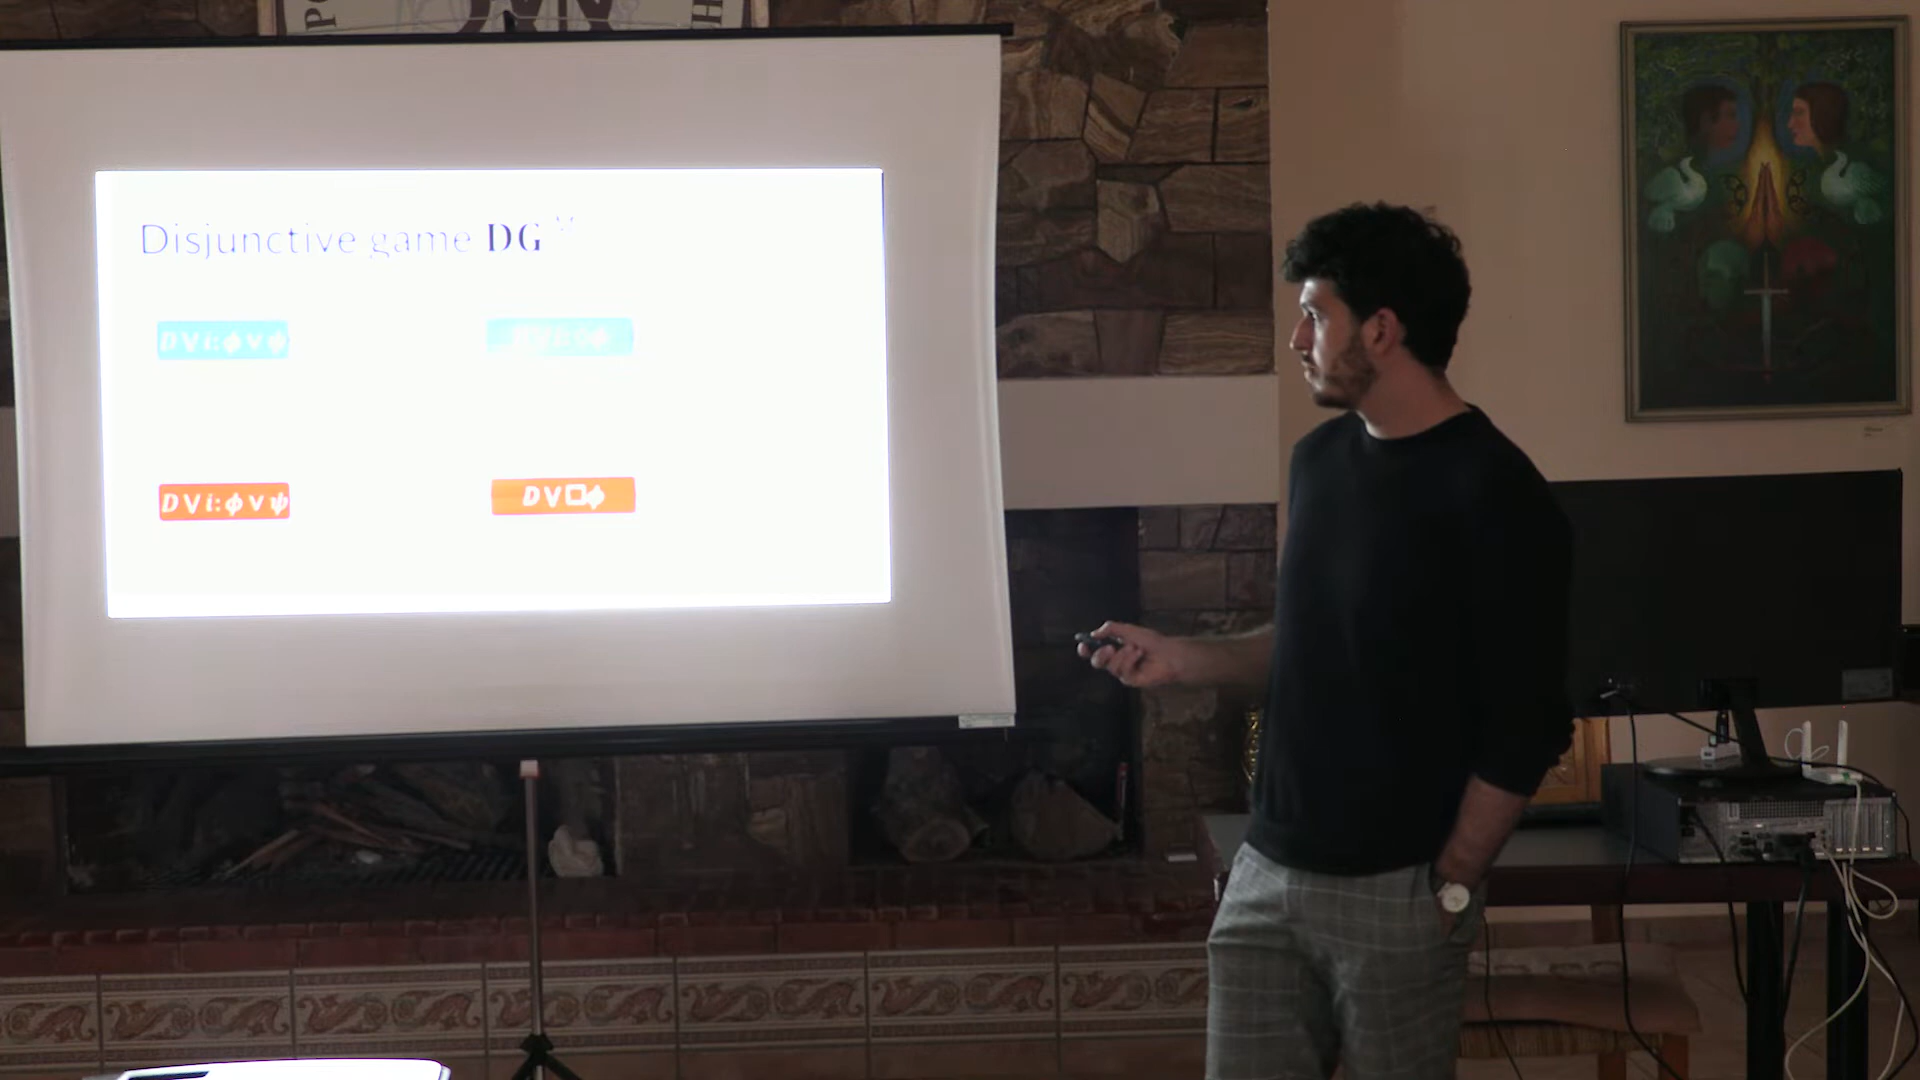 Disjunctive game DG
D ∨ i: ϕ ∨ ψ
D ∨ i: ϕ ∨ ψ
D ∨ □ϕ